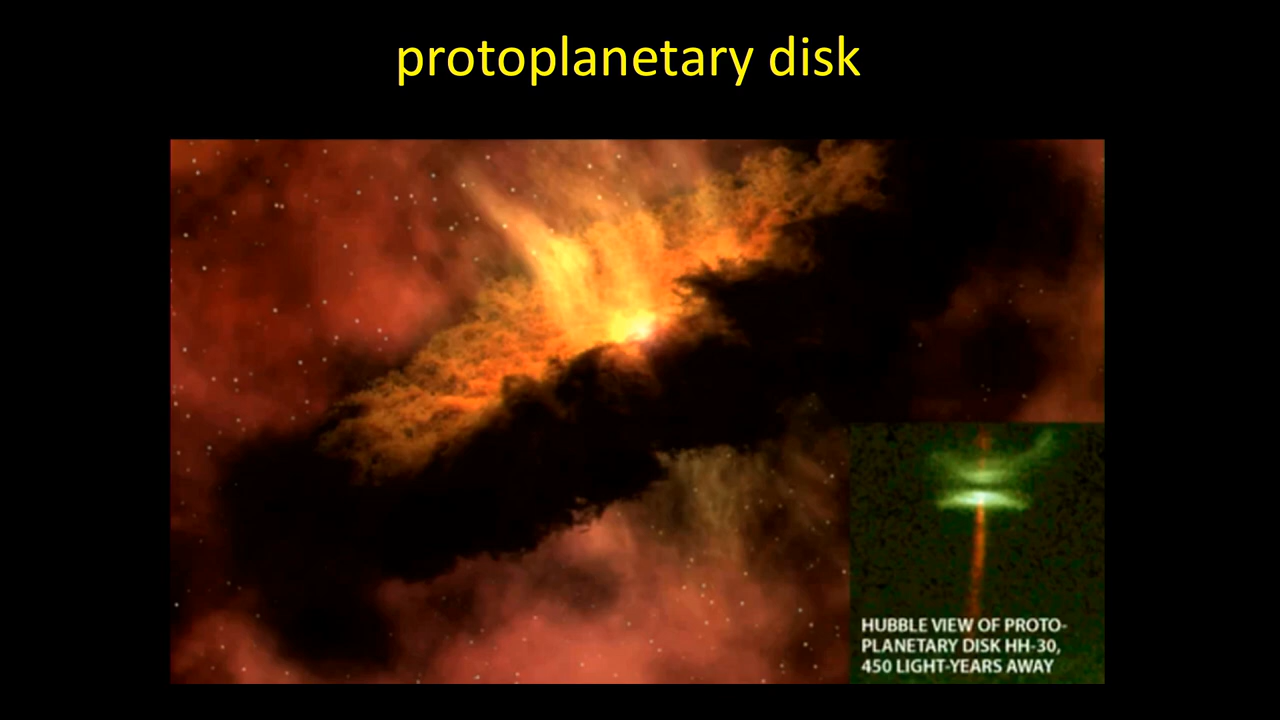 protoplanetary disk
HUBBLE VIEW OF PROTO-
PLANETARY DISK HH-30,
450 LIGHT-YEARS AWAY